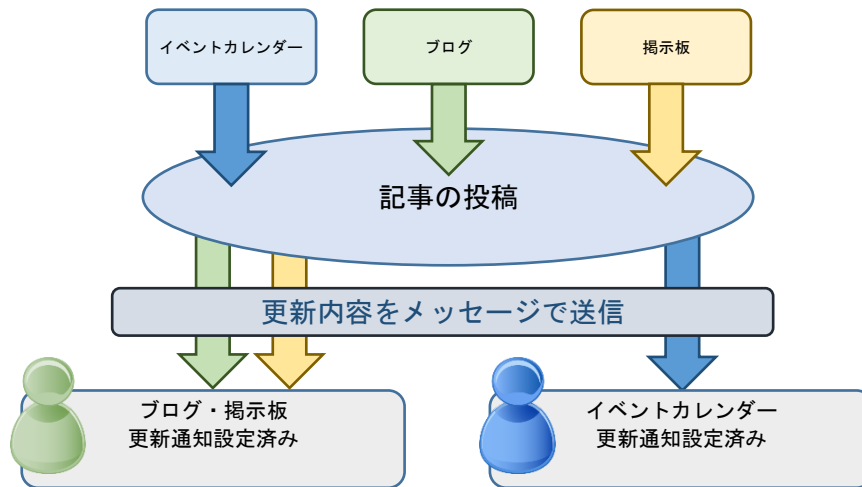 イベントカレンダー
ブログ
掲示板
記事の投稿
更新内容をメッセージで送信
ブログ・掲示板
更新通知設定済み
イベントカレンダー
更新通知設定済み